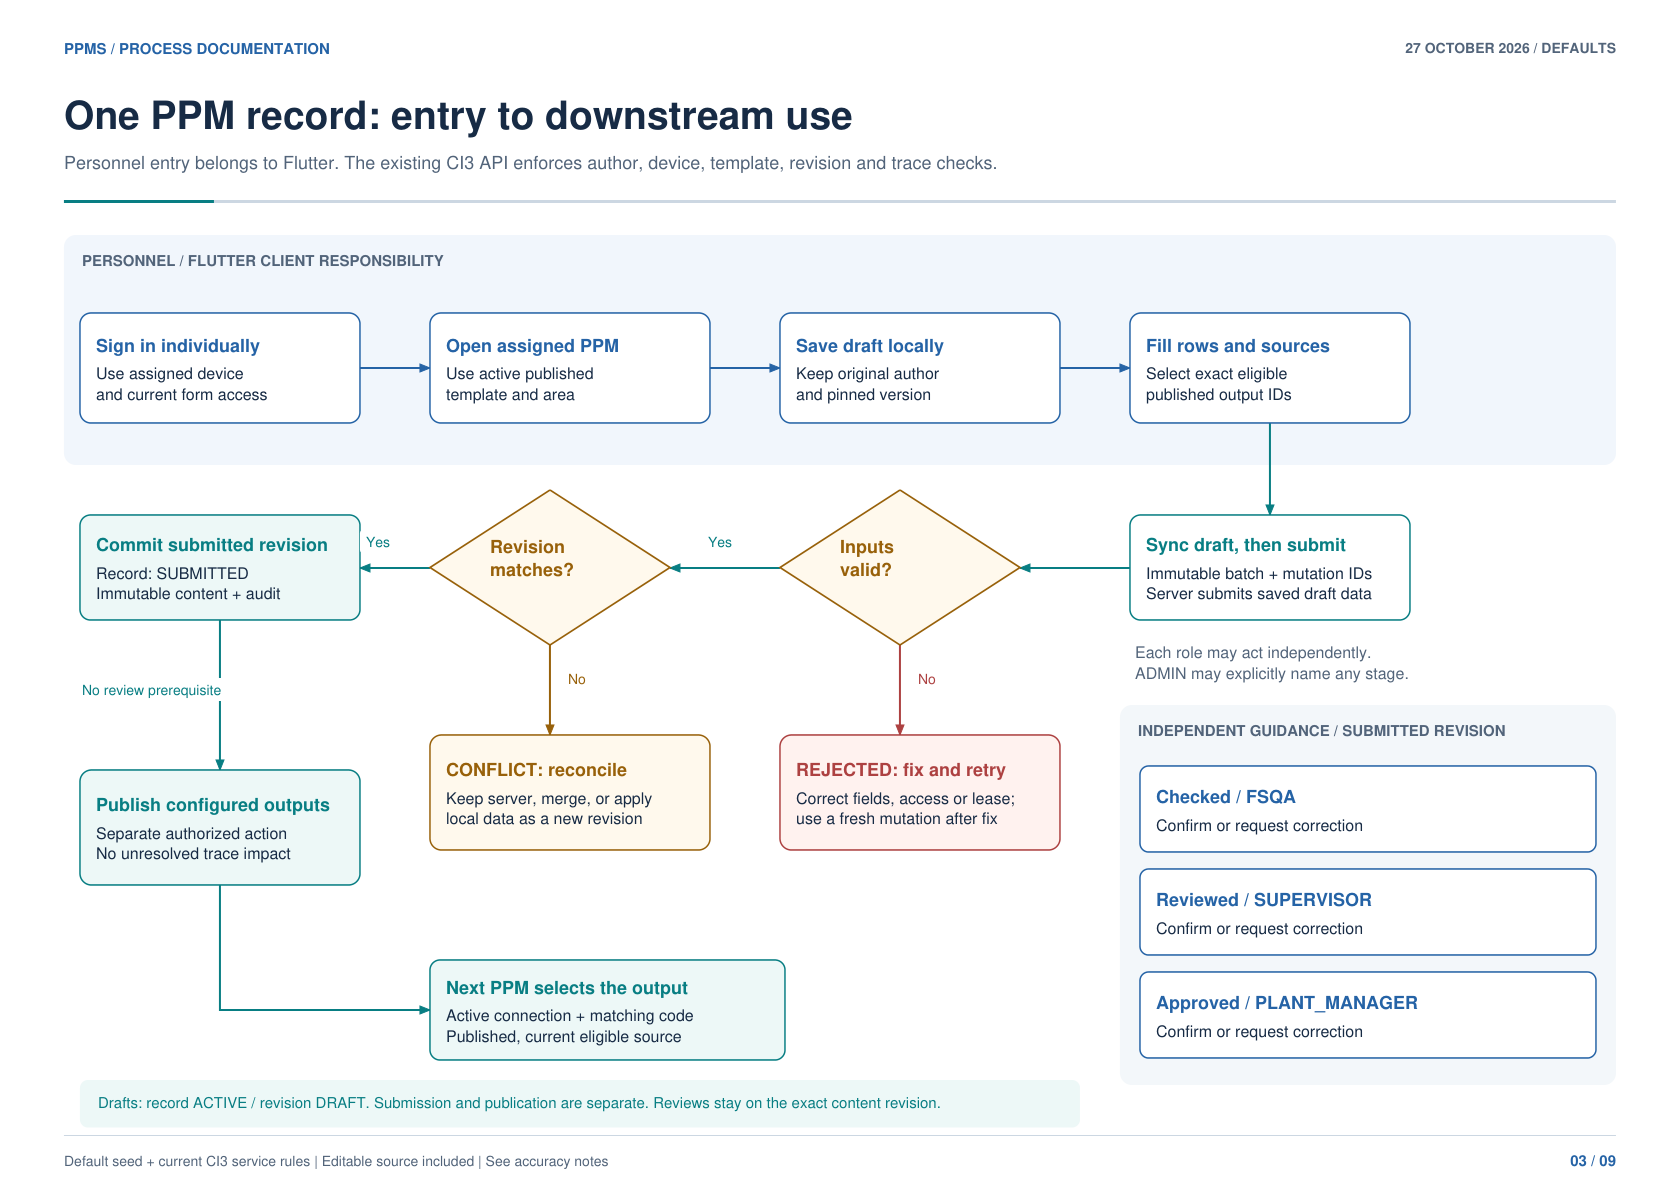 PPMS / PROCESS DOCUMENTATION
27 OCTOBER 2026 / DEFAULTS
One PPM record: entry to downstream use
Personnel entry belongs to Flutter. The existing CI3 API enforces author, device, template, revision and trace checks.
PERSONNEL / FLUTTER CLIENT RESPONSIBILITY
Sign in individually
Use assigned device
and current form access
Open assigned PPM
Use active published
template and area
Save draft locally
Keep original author
and pinned version
Fill rows and sources
Select exact eligible
published output IDs
Sync draft, then submit
Immutable batch + mutation IDs
Server submits saved draft data
Inputs
valid?
Yes
No
Revision
matches?
Yes
No
Commit submitted revision
Record: SUBMITTED
Immutable content + audit
No review prerequisite
CONFLICT: reconcile
Keep server, merge, or apply
local data as a new revision
REJECTED: fix and retry
Correct fields, access or lease;
use a fresh mutation after fix
Publish configured outputs
Separate authorized action
No unresolved trace impact
Next PPM selects the output
Active connection + matching code
Published, current eligible source
Each role may act independently.
ADMIN may explicitly name any stage.
INDEPENDENT GUIDANCE / SUBMITTED REVISION
Checked / FSQA
Confirm or request correction
Reviewed / SUPERVISOR
Confirm or request correction
Approved / PLANT_MANAGER
Confirm or request correction
Drafts: record ACTIVE / revision DRAFT. Submission and publication are separate. Reviews stay on the exact content revision.
Default seed + current CI3 service rules | Editable source included | See accuracy notes
03 / 09